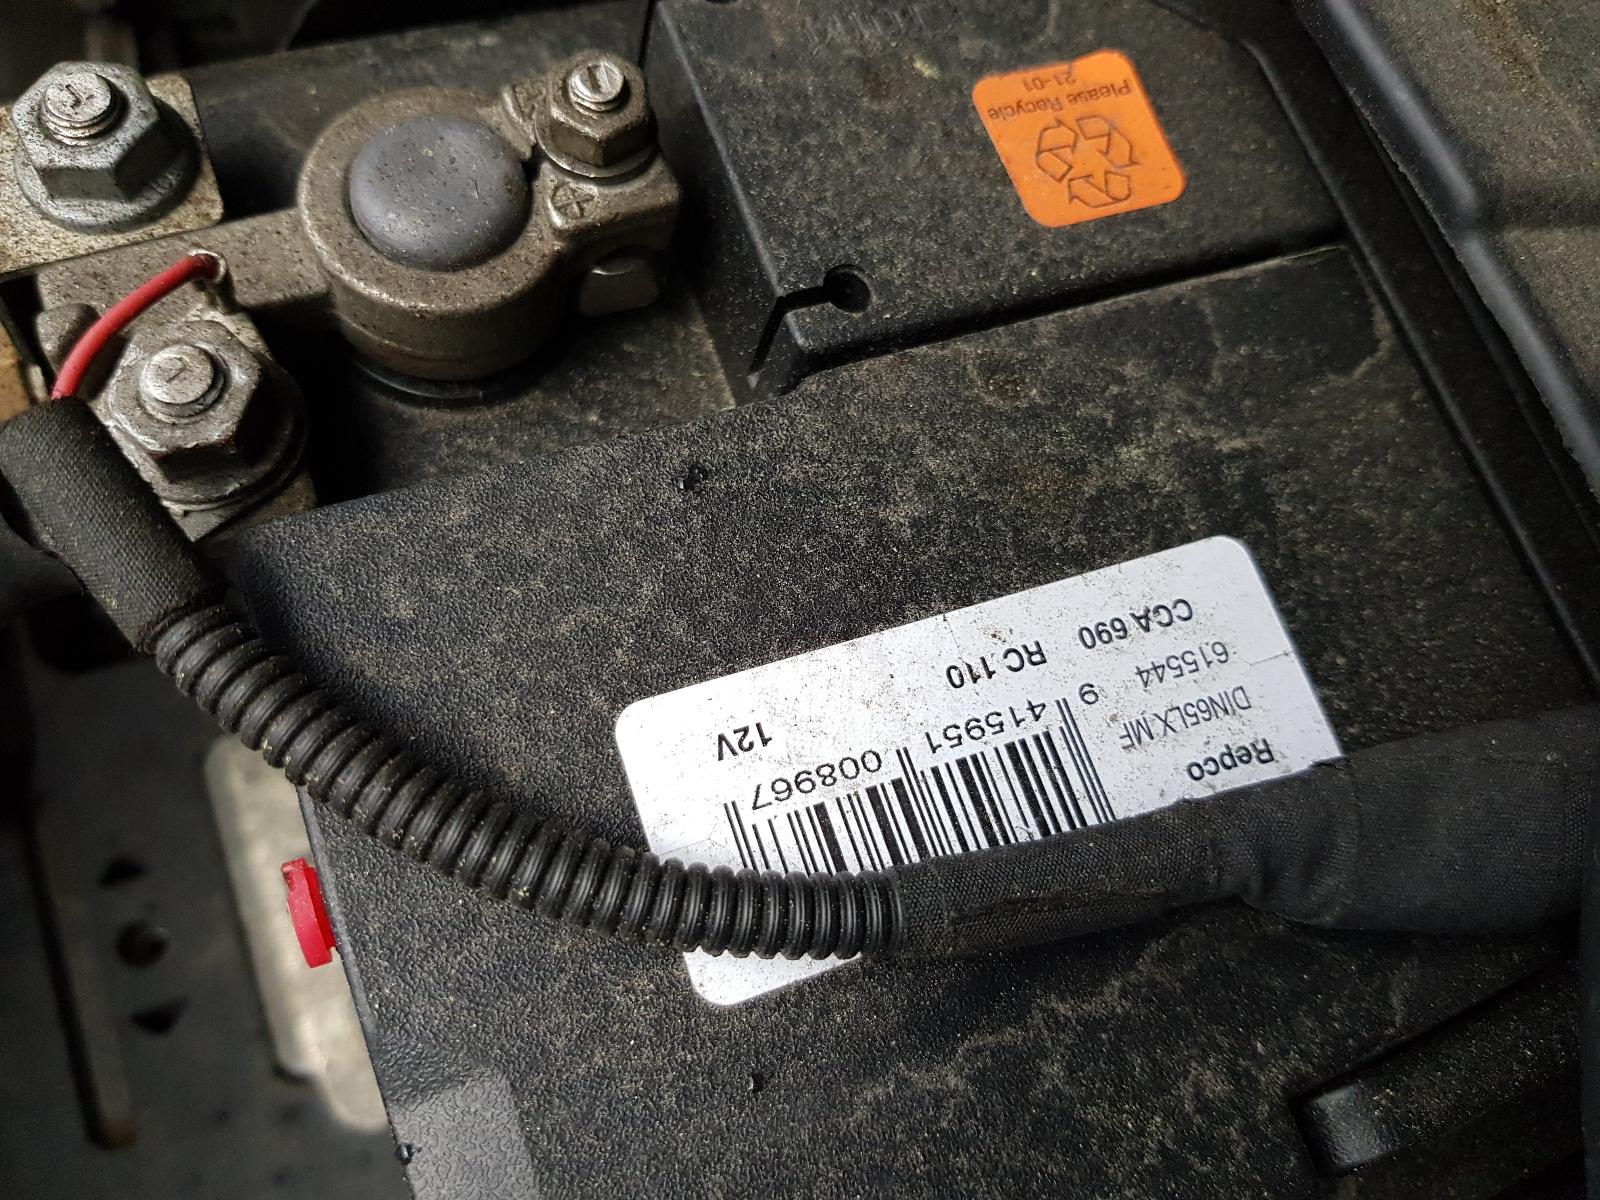 Please Recycle
21-01
Repco
DIN65LX MF
615544
CCA 690 RC 110
12V
9 415951 008967